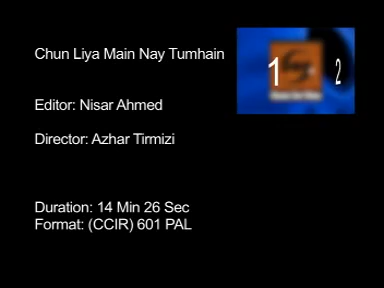 Chun Liya Main Nay Tumhain
1 2
Editor: Nisar Ahmed
Director: Azhar Tirmizi
Duration: 14 Min 26 Sec
Format: (CCIR) 601 PAL